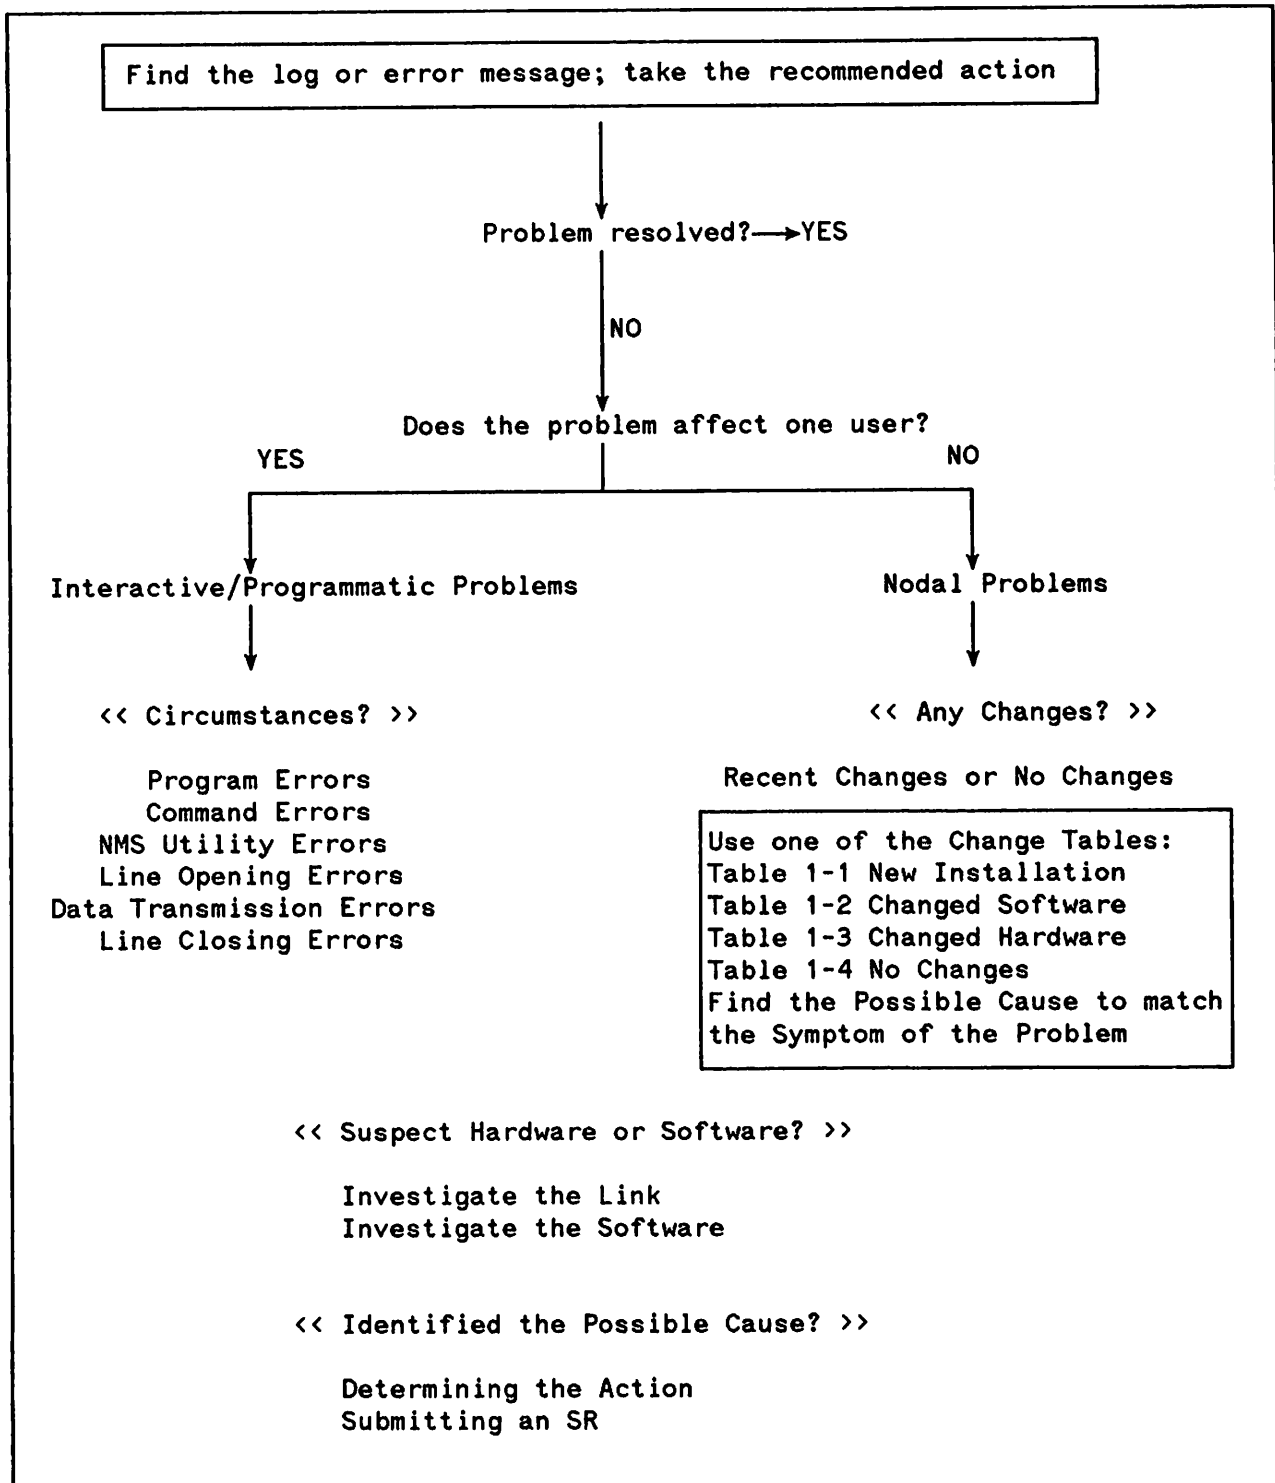 Find the log or error message; take the recommended action
Problem resolved? YES
NO
Does the problem affect one user?
YES
NO
Interactive/Programmatic Problems
Nodal Problems
<< Circumstances? >>
Program Errors
Command Errors
NMS Utility Errors
Line Opening Errors
Data Transmission Errors
Line Closing Errors
<< Any Changes? >>
Recent Changes or No Changes
Use one of the Change Tables:
Table 1-1 New Installation
Table 1-2 Changed Software
Table 1-3 Changed Hardware
Table 1-4 No Changes
Find the Possible Cause to match
the Symptom of the Problem
<< Suspect Hardware or Software? >>
Investigate the Link
Investigate the Software
<< Identified the Possible Cause? >>
Determining the Action
Submitting an SR